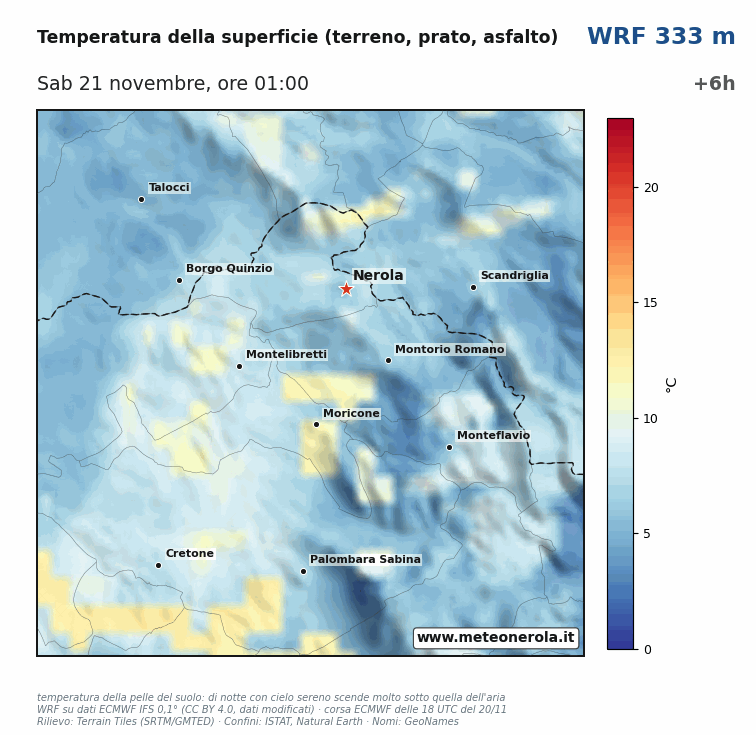 Temperatura della superficie (terreno, prato, asfalto)
WRF 333 m
Sab 21 novembre, ore 01:00
+6h
Talocci
Borgo Quinzio
Nerola
Scandriglia
Montelibretti
Montorio Romano
Moricone
Monteflavio
Cretone
Palombara Sabina
www.meteonerola.it
20
15
10
5
0
°C
temperatura della pelle del suolo: di notte con cielo sereno scende molto sotto quella dell'aria
WRF su dati ECMWF IFS 0,1° (CC BY 4.0, dati modificati) · corsa ECMWF delle 18 UTC del 20/11
Rilievo: Terrain Tiles (SRTM/GMTED) · Confini: ISTAT, Natural Earth · Nomi: GeoNames